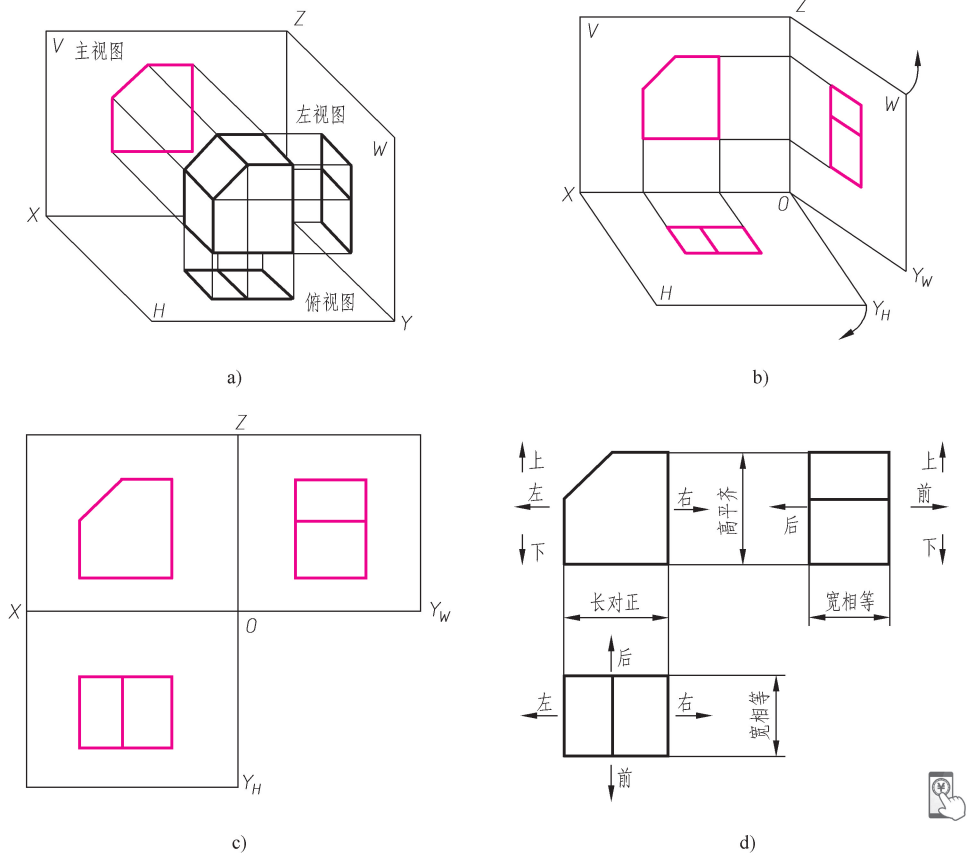 Z
V 主视图
左视图
W
X
H
俯视图
Y
a)
Z
V
W
X
O
H
Y_H
Y_W
b)
Z
X
O
Y_W
Y_H
c)
上
上
左
右
高平齐
后
前
下
下
长对正
宽相等
后
左
右
宽相等
前
d)
¥